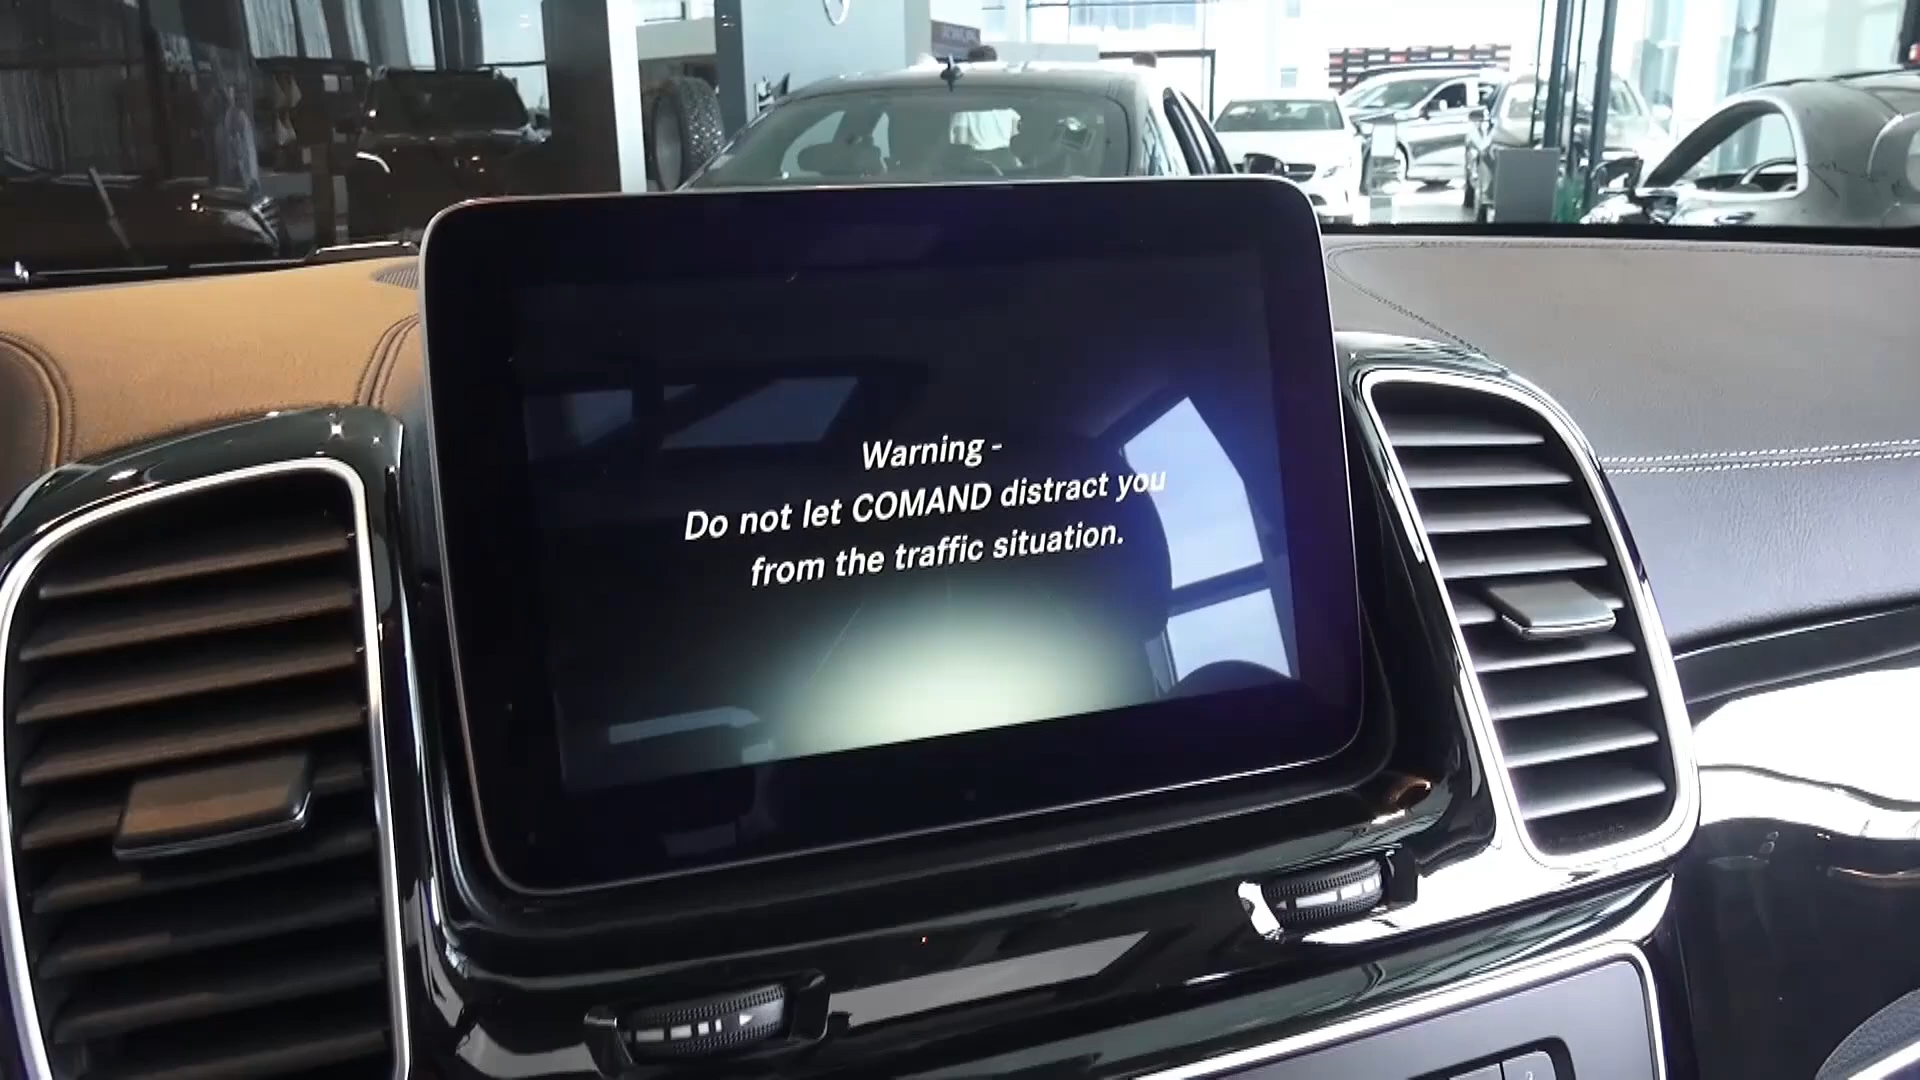 Warning -
Do not let COMAND distract you
from the traffic situation.